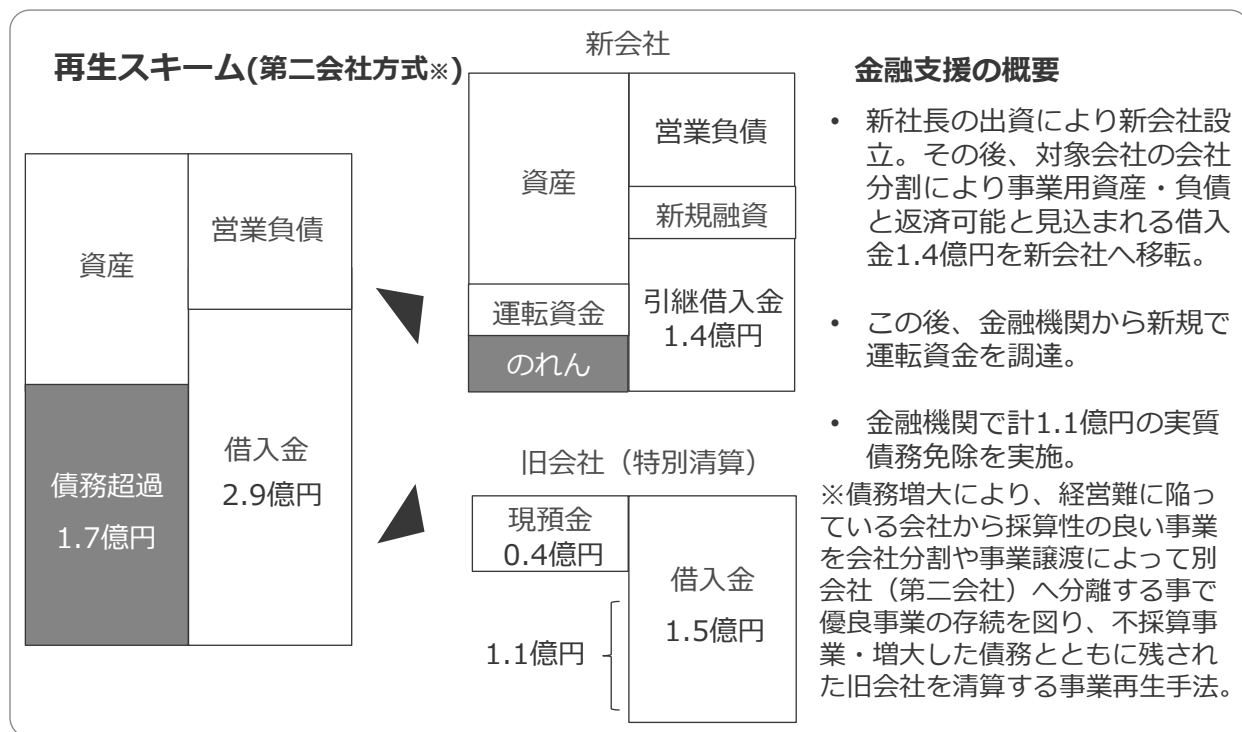 再生スキーム(第二会社方式※)
資産
営業負債
債務超過
1.7億円
借入金
2.9億円
新会社
資産
運転資金
のれん
営業負債
新規融資
引継借入金
1.4億円
旧会社（特別清算）
現預金
0.4億円
1.1億円
借入金
1.5億円
金融支援の概要
• 新社長の出資により新会社設
立。その後、対象会社の会社
分割により事業用資産・負債
と返済可能と見込まれる借入
金1.4億円を新会社へ移転。
• この後、金融機関から新規で
運転資金を調達。
• 金融機関で計1.1億円の実質
債務免除を実施。
※債務増大により、経営難に陥っ
ている会社から採算性の良い事業
を会社分割や事業譲渡によって別
会社（第二会社）へ分離する事で
優良事業の存続を図り、不採算事
業・増大した債務とともに残され
た旧会社を清算する事業再生手法。